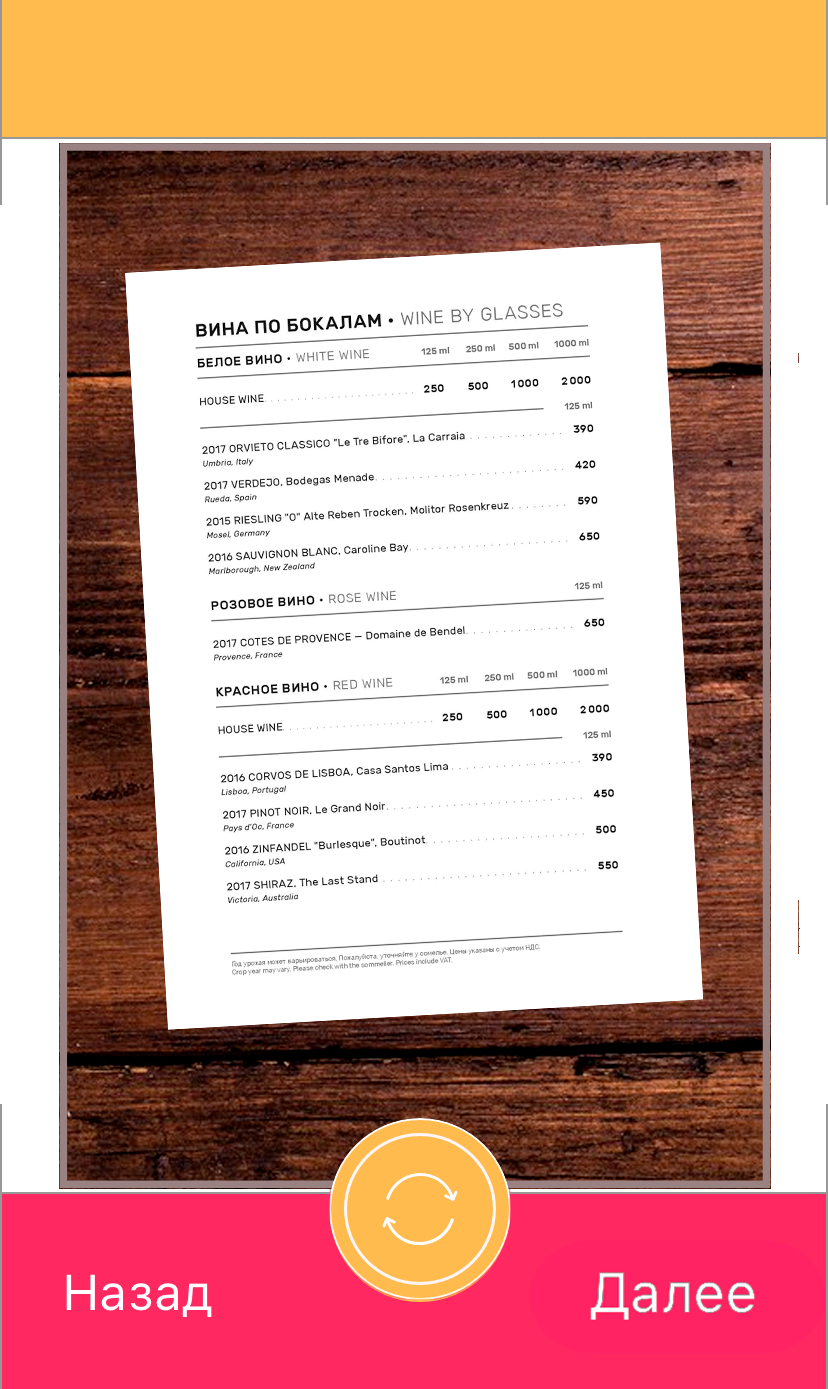 ВИНА ПО БОКАЛАМ • WINE BY GLASSES
БЕЛОЕ ВИНО • WHITE WINE 125 ml 250 ml 500 ml 1000 ml
HOUSE WINE 250 500 1000 2000
125 ml
2017 ORVIETO CLASSICO "Le Tre Bifore", La Carraia 390
Umbria, Italy
2017 VERDEJO, Bodegas Menade 420
Rueda, Spain
2015 RIESLING "O" Alte Reben Trocken, Molitor Rosenkreuz 590
Mosel, Germany
2016 SAUVIGNON BLANC, Caroline Bay 650
Marlborough, New Zealand
РОЗОВОЕ ВИНО • ROSE WINE 125 ml
2017 COTES DE PROVENCE — Domaine de Bendel 650
Provence, France
КРАСНОЕ ВИНО • RED WINE 125 ml 250 ml 500 ml 1000 ml
HOUSE WINE 250 500 1000 2000
125 ml
2016 CORVOS DE LISBOA, Casa Santos Lima 390
Lisboa, Portugal
2017 PINOT NOIR, Le Grand Noir 450
Pays d'Oc, France
2016 ZINFANDEL "Burlesque", Boutinot 500
California, USA
2017 SHIRAZ, The Last Stand 550
Victoria, Australia
Год урожая может варьироваться. Пожалуйста, уточняйте у сомелье. Цены указаны с учетом НДС.
Crop year may vary. Please check with the sommelier. Prices include VAT.
Назад Далее